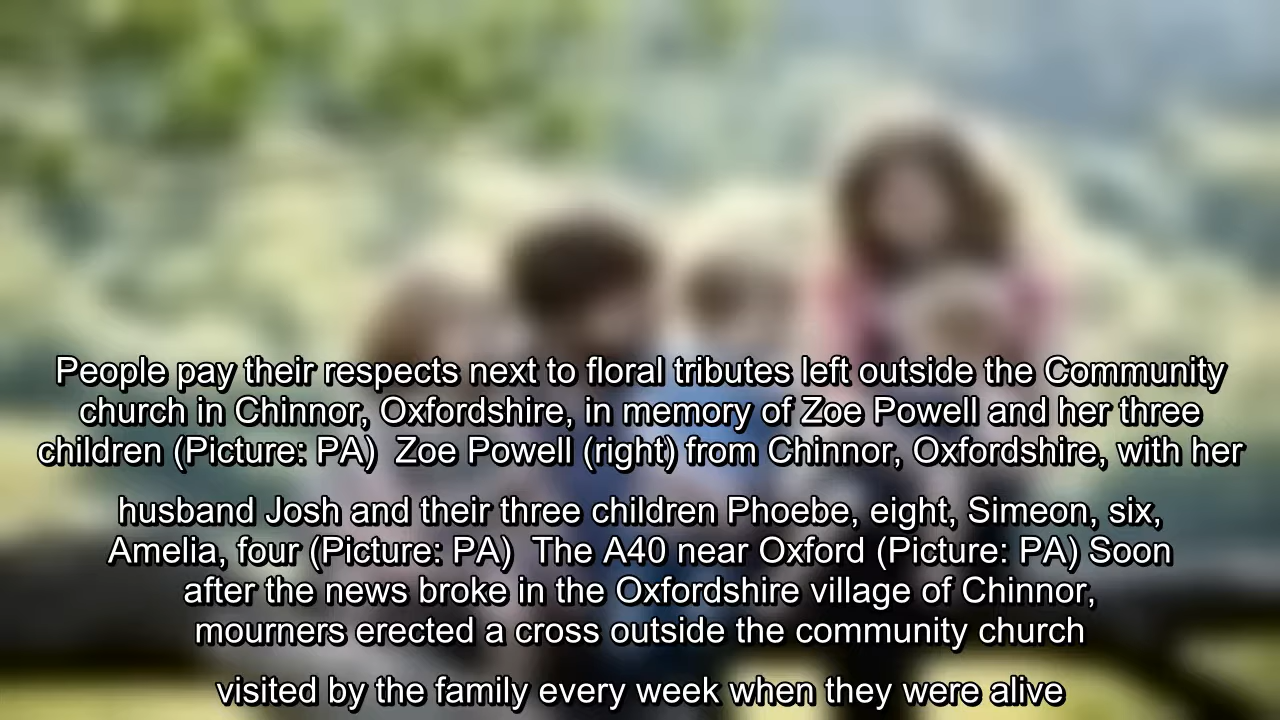 People pay their respects next to floral tributes left outside the Community
church in Chinnor, Oxfordshire, in memory of Zoe Powell and her three
children (Picture: PA)  Zoe Powell (right) from Chinnor, Oxfordshire, with her
husband Josh and their three children Phoebe, eight, Simeon, six,
Amelia, four (Picture: PA)  The A40 near Oxford (Picture: PA) Soon
after the news broke in the Oxfordshire village of Chinnor,
mourners erected a cross outside the community church
visited by the family every week when they were alive